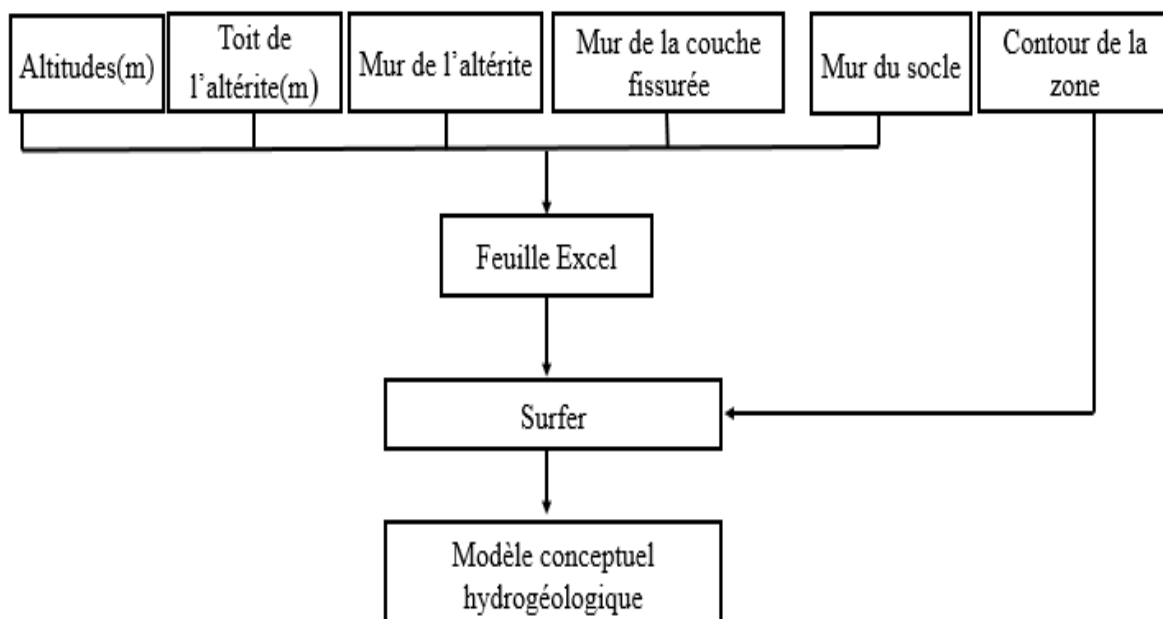 Altitudes(m)
Toit de
l’altérite(m)
Mur de l’altérite
Mur de la couche
fissurée
Mur du socle
Contour de la
zone
Feuille Excel
Surfer
Modèle conceptuel
hydrogéologique